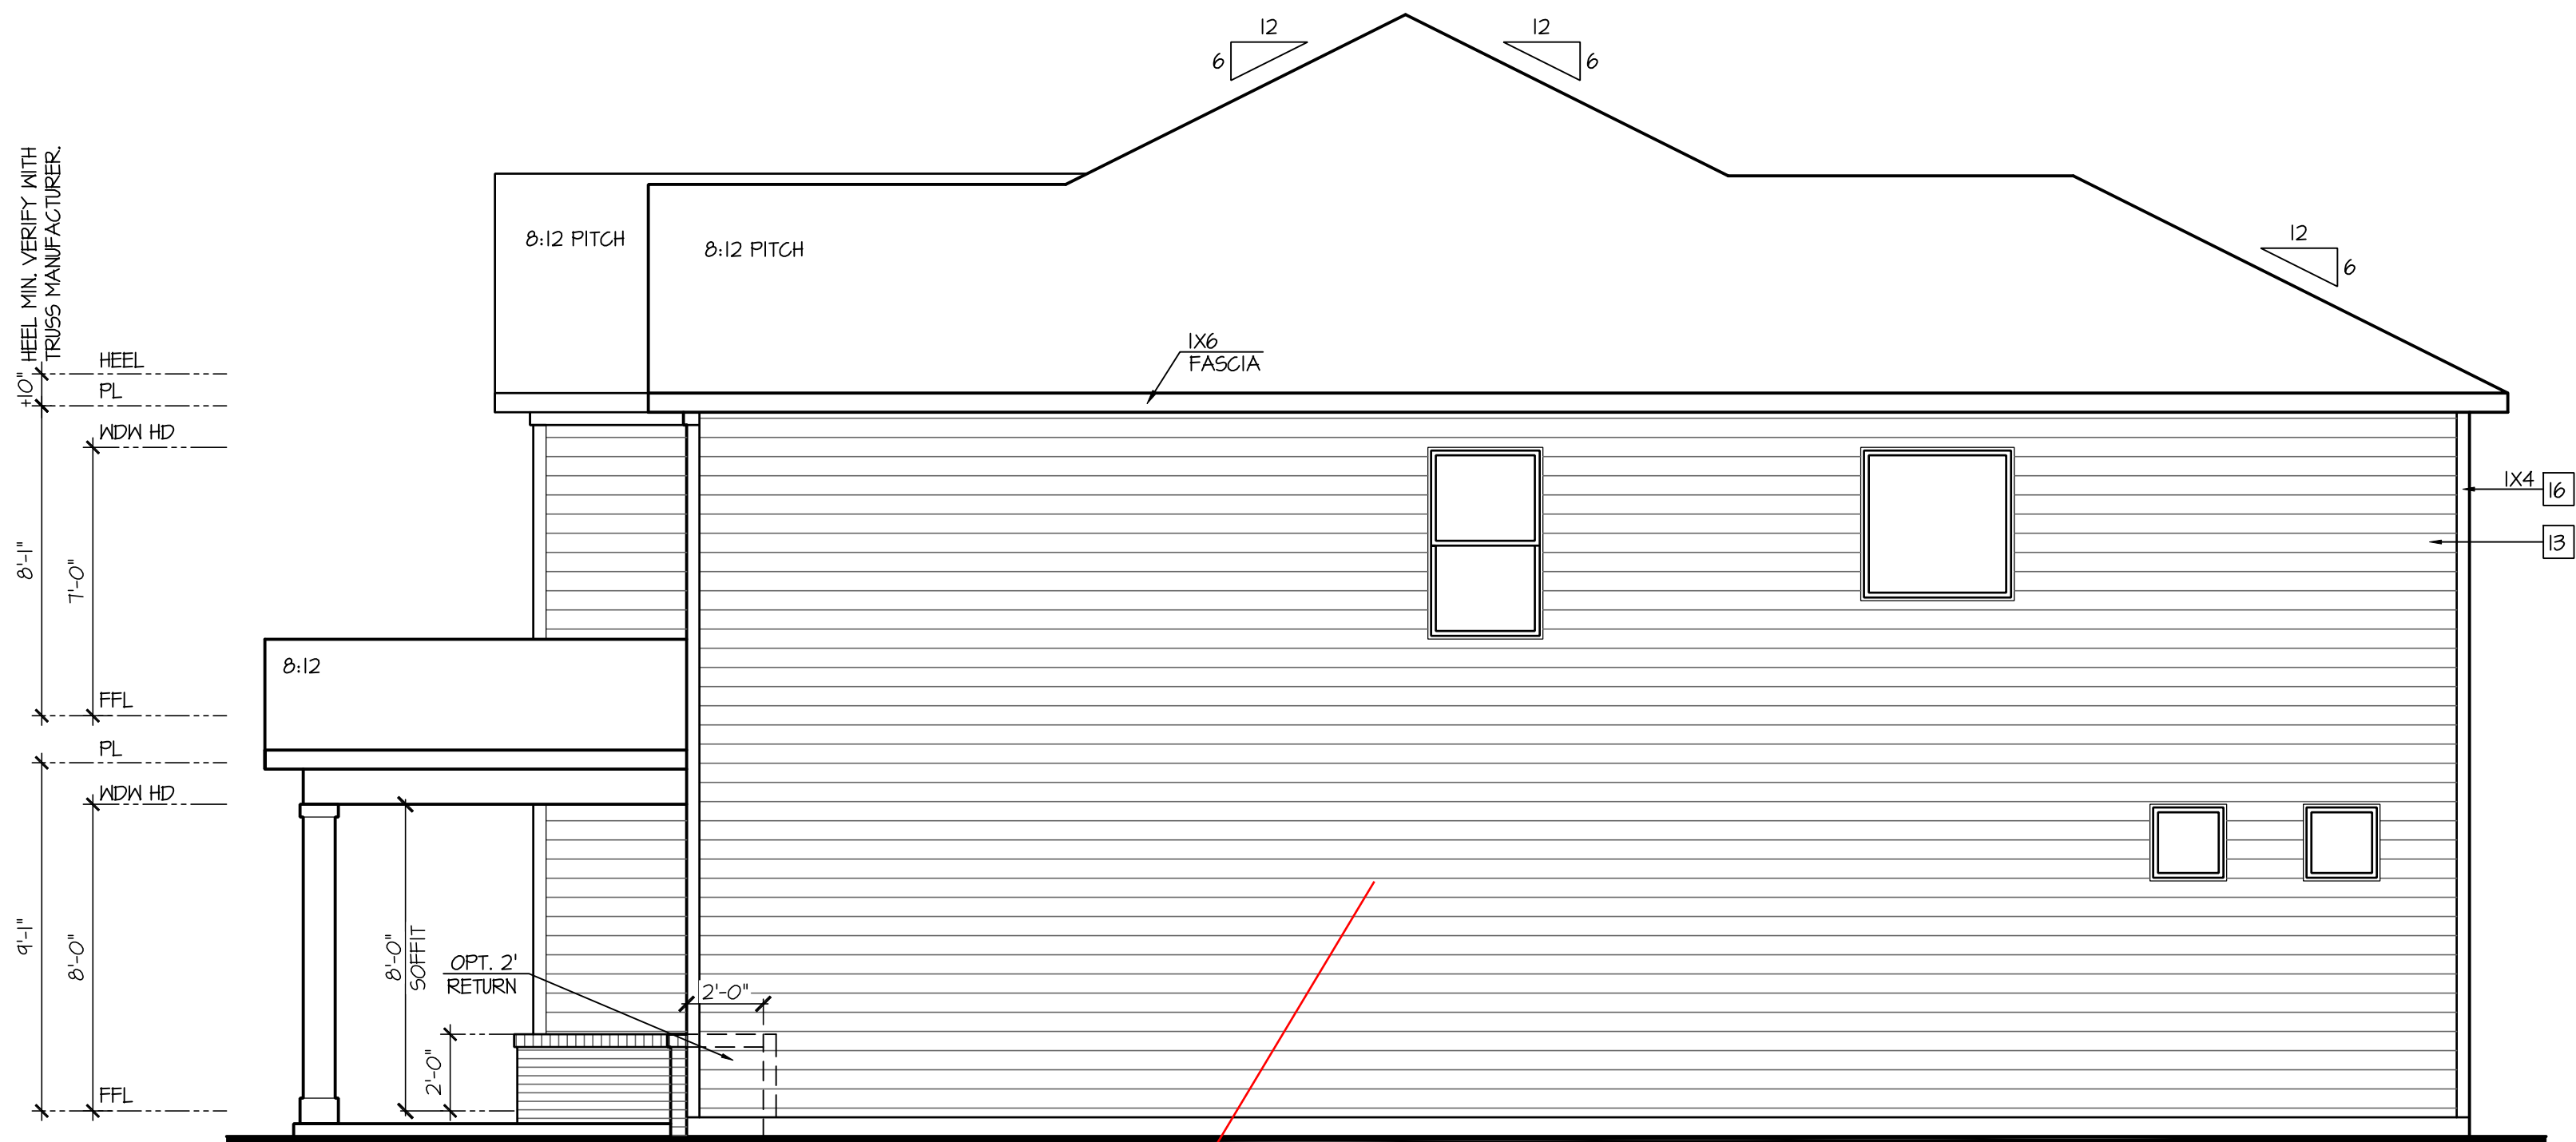 12
6
12
6
8:12 PITCH
8:12 PITCH
12
6
+10" HEEL MIN. VERIFY WITH
TRUSS MANUFACTURER.
1X6
FASCIA
HEEL
PL
WDW HD
1X4
16
13
8'-1"
7'-0"
8:12
FFL
PL
WDW HD
9'-1"
8'-0"
8'-0"
SOFFIT
OPT. 2'
RETURN
2'-0"
2'-0"
FFL